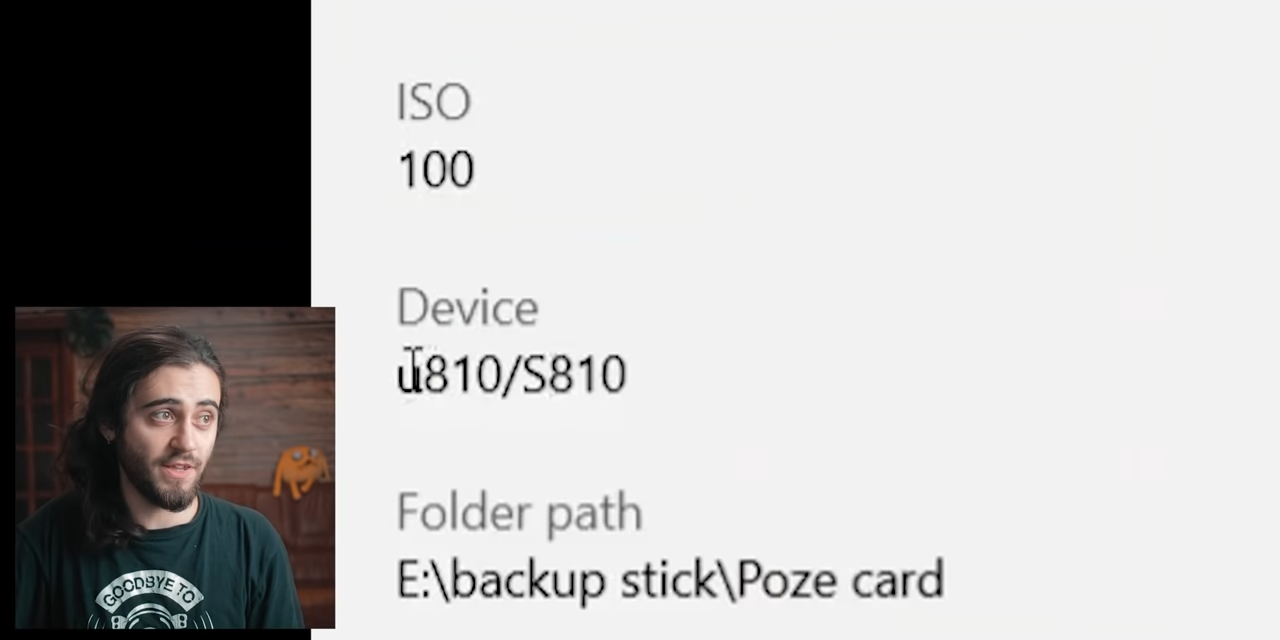 ISO
100
Device
u810/S810
Folder path
E:\backup stick\Poze card
GOODBYE TO